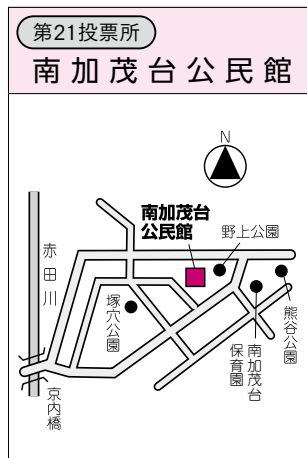 第21投票所
南加茂台公民館
N
南加茂台
公民館
野上公園
赤田川
塚穴公園
熊谷公園
南加茂台
保育園
京内橋